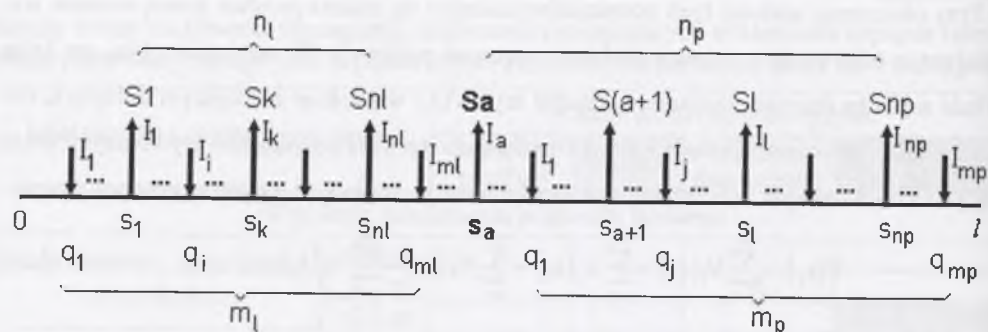 n_l n_p
S1 Sk Snl Sa S(a+1) Sl Snp
I_1 I_1 I_i I_k I_nl I_ml I_a I_1 I_j I_l I_np I_mp
... ... ... ... ... ... ... ... ... ... ... ...
0 s_1 s_k s_nl s_a s_a+1 s_l s_np l
q_1 q_i q_ml q_1 q_j q_mp
m_l m_p